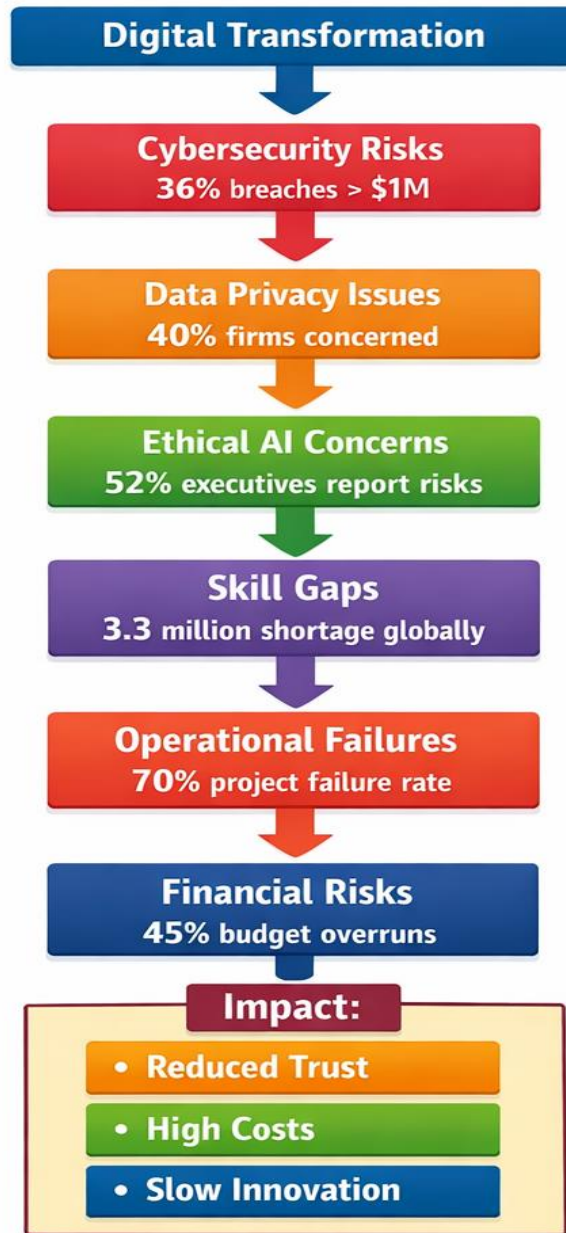 Digital Transformation
Cybersecurity Risks
36% breaches > $1M
Data Privacy Issues
40% firms concerned
Ethical AI Concerns
52% executives report risks
Skill Gaps
3.3 million shortage globally
Operational Failures
70% project failure rate
Financial Risks
45% budget overruns
Impact:
• Reduced Trust
• High Costs
• Slow Innovation